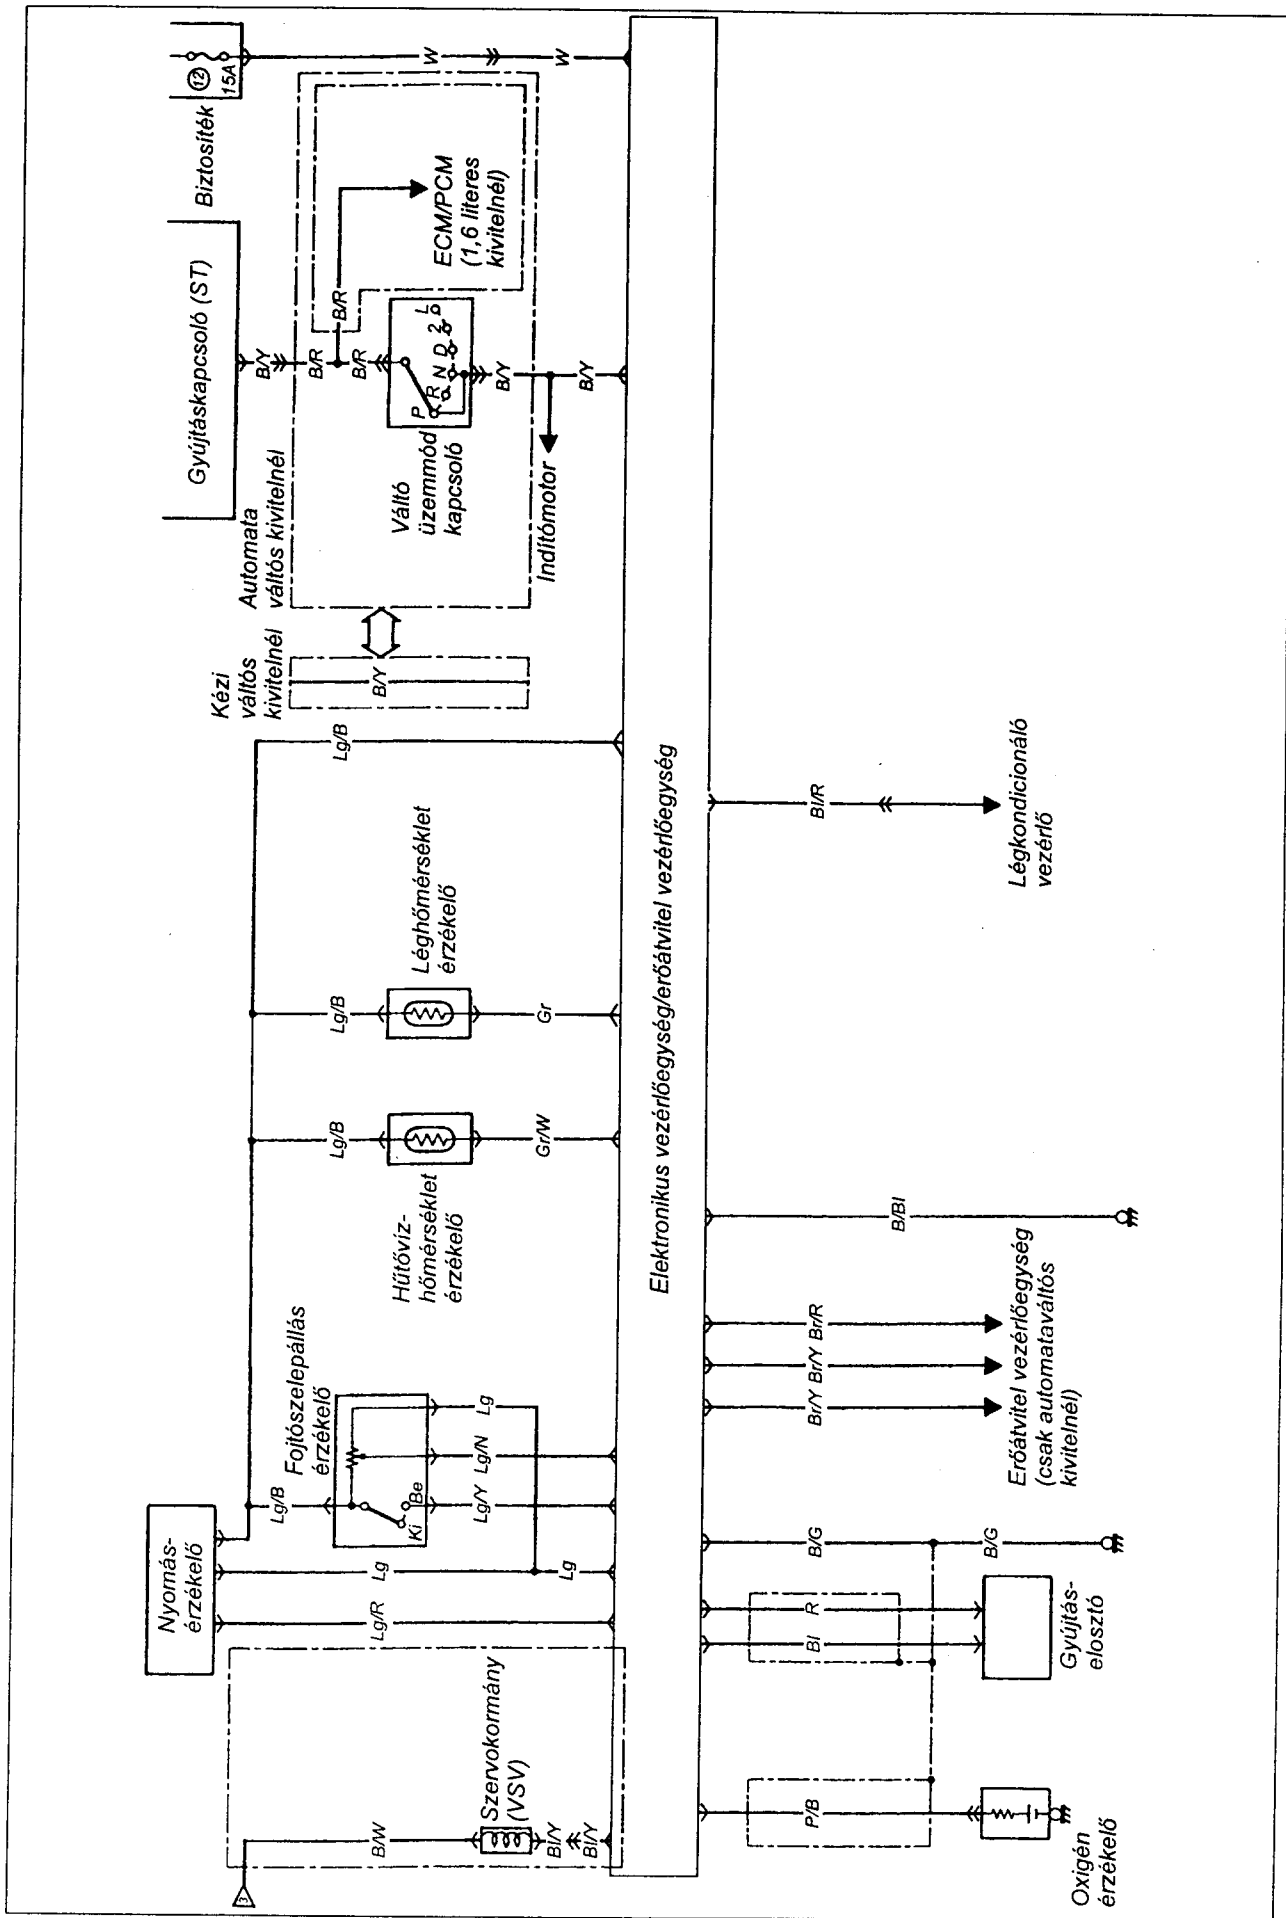 Nyomás-
érzékelő
Kézi
váltós
kivitelnél
Automata
váltós kivitelnél
Gyújtáskapcsoló (ST)
Biztosíték
12
15A
W
W
B/Y
B/R
B/R
B/R
ECM/PCM
(1,6 literes
kivitelnél)
P
R
N
D
2
L
Váltó
üzemmód
kapcsoló
B/Y
B/Y
Indítómotor
B/Y
Lg/B
Lg/B
Léghőmérséklet
érzékelő
Gr
Lg/B
Hűtővíz-
hőmérséklet
érzékelő
Gr/W
Fojtószelepállás
érzékelő
Lg/B
Ki
Be
Lg/Y
Lg/N
Lg
Lg
Lg
Lg/R
3
B/W
Szervokormány
(VSV)
Bl/Y
Bl/Y
Elektronikus vezérlőegység/erőátvitel vezérlőegység
P/B
Oxigén
érzékelő
Bl
R
Gyújtás-
elosztó
B/G
B/G
Br/Y
Br/Y
Br/R
Erőátvitel vezérlőegység
(csak automataváltós
kivitelnél)
B/Bl
Bl/R
Légkondicionáló
vezérlő